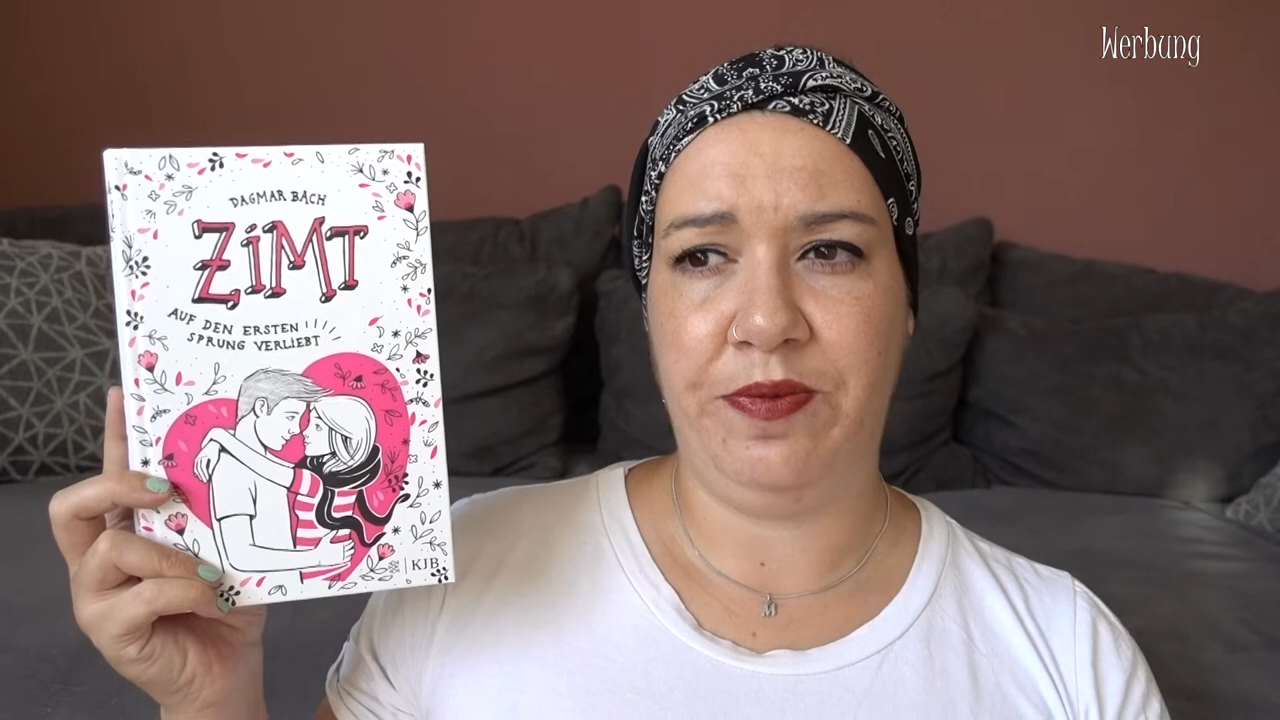 Werbung
DAGMAR BACH
ZiMT
AUF DEN ERSTEN
SPRUNG VERLiEBT
KJB
M